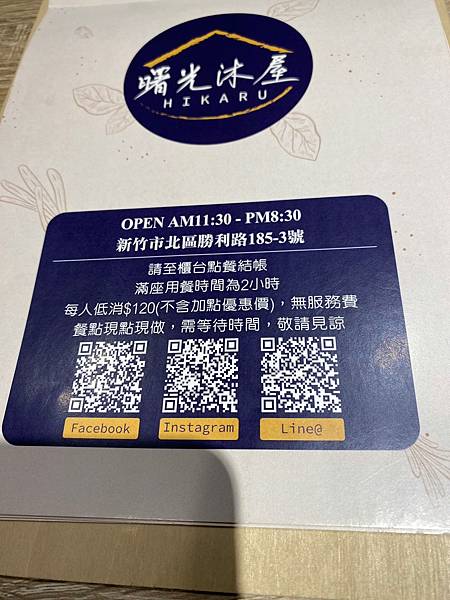 曙光沐屋
HIKARU
OPEN AM11:30 - PM8:30
新竹市北區勝利路185-3號
請至櫃台點餐結帳
滿座用餐時間為2小時
每人低消$120(不含加點優惠價)，無服務費
餐點現點現做，需等待時間，敬請見諒
Facebook
Instagram
Line@